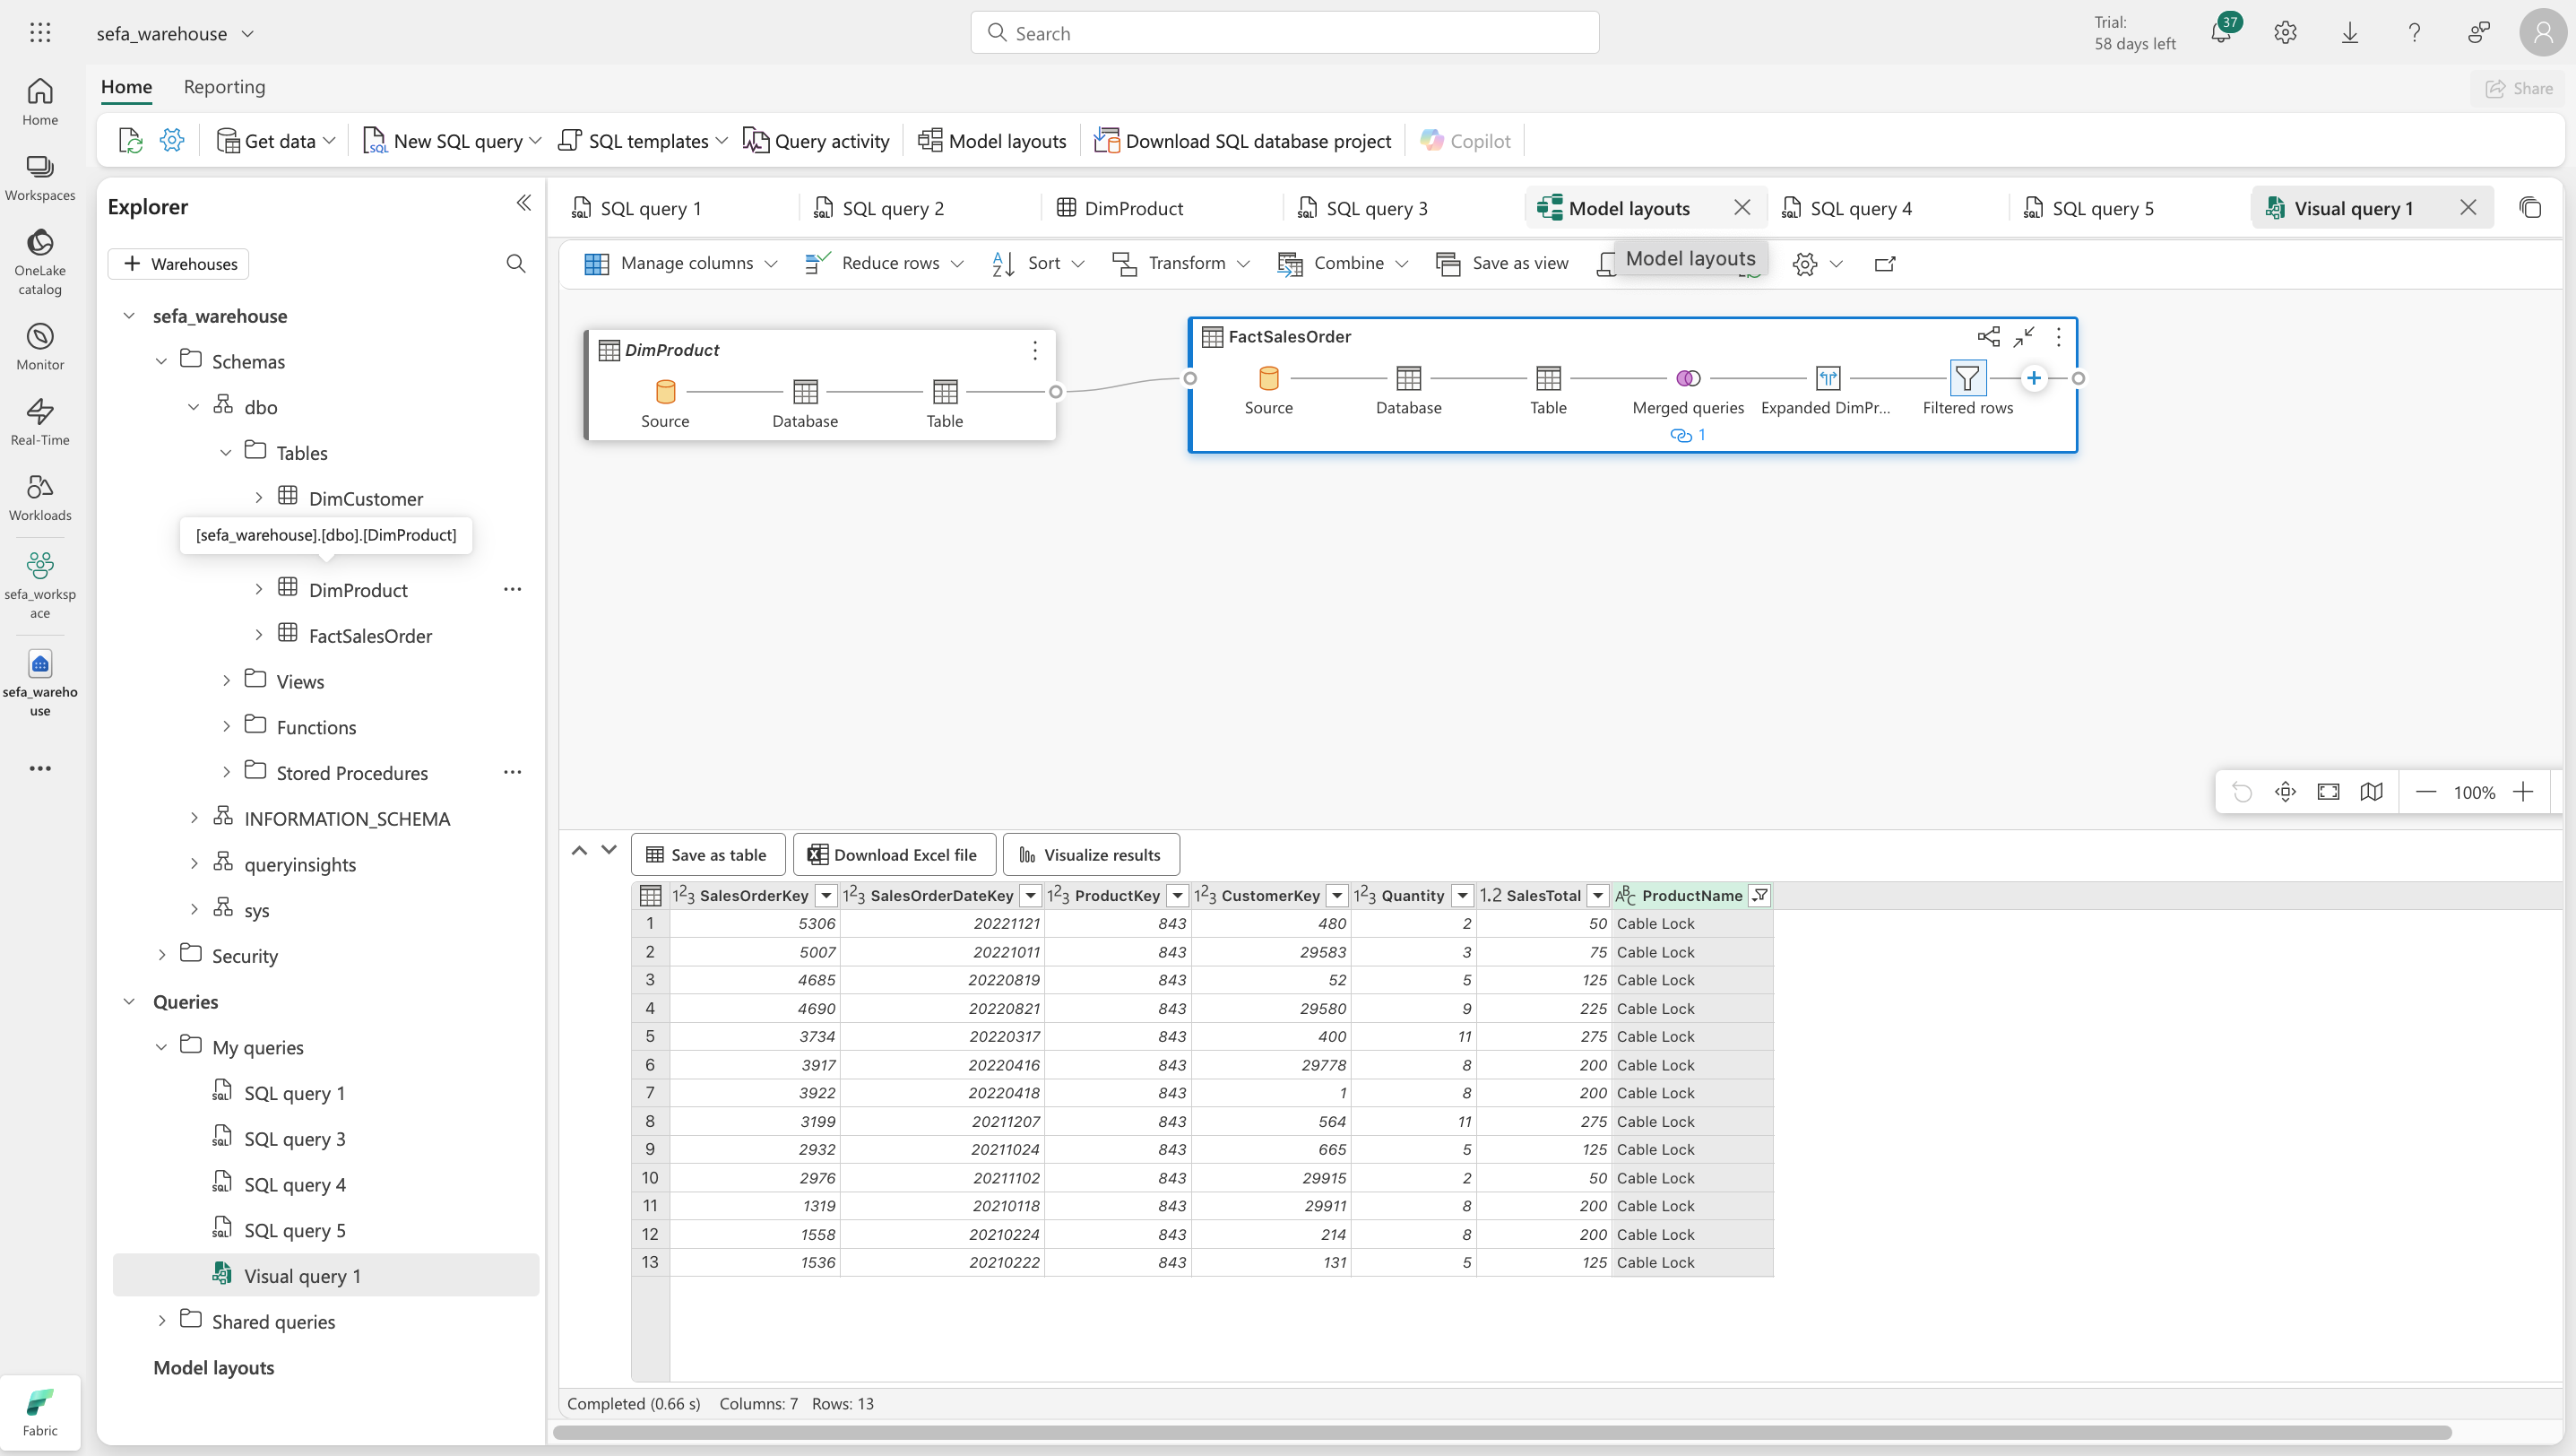 sefa_warehouse
Search
Trial:
58 days left
37
Home
Reporting
Share
Get data
New SQL query
SQL templates
Query activity
Model layouts
Download SQL database project
Copilot
Home
Workspaces
OneLake
catalog
Monitor
Real-Time
Workloads
sefa_worksp
ace
sefa_wareho
use
Fabric
Explorer
Warehouses
sefa_warehouse
Schemas
dbo
Tables
DimCustomer
[sefa_warehouse].[dbo].[DimProduct]
DimProduct
FactSalesOrder
Views
Functions
Stored Procedures
INFORMATION_SCHEMA
queryinsights
sys
Security
Queries
My queries
SQL query 1
SQL query 3
SQL query 4
SQL query 5
Visual query 1
Shared queries
Model layouts
SQL query 1
SQL query 2
DimProduct
SQL query 3
Model layouts
SQL query 4
SQL query 5
Visual query 1
Manage columns
Reduce rows
Sort
Transform
Combine
Save as view
Model layouts
DimProduct
Source
Database
Table
FactSalesOrder
Source
Database
Table
Merged queries
Expanded DimPr...
Filtered rows
1
100%
Save as table
Download Excel file
Visualize results
SalesOrderKey SalesOrderDateKey ProductKey CustomerKey Quantity SalesTotal ProductName
1 5306 20221121 843 480 2 50 Cable Lock
2 5007 20221011 843 29583 3 75 Cable Lock
3 4685 20220819 843 52 5 125 Cable Lock
4 4690 20220821 843 29580 9 225 Cable Lock
5 3734 20220317 843 400 11 275 Cable Lock
6 3917 20220416 843 29778 8 200 Cable Lock
7 3922 20220418 843 1 8 200 Cable Lock
8 3199 20211207 843 564 11 275 Cable Lock
9 2932 20211024 843 665 5 125 Cable Lock
10 2976 20211102 843 29915 2 50 Cable Lock
11 1319 20210118 843 29911 8 200 Cable Lock
12 1558 20210224 843 214 8 200 Cable Lock
13 1536 20210222 843 131 5 125 Cable Lock
Completed (0.66 s) Columns: 7 Rows: 13